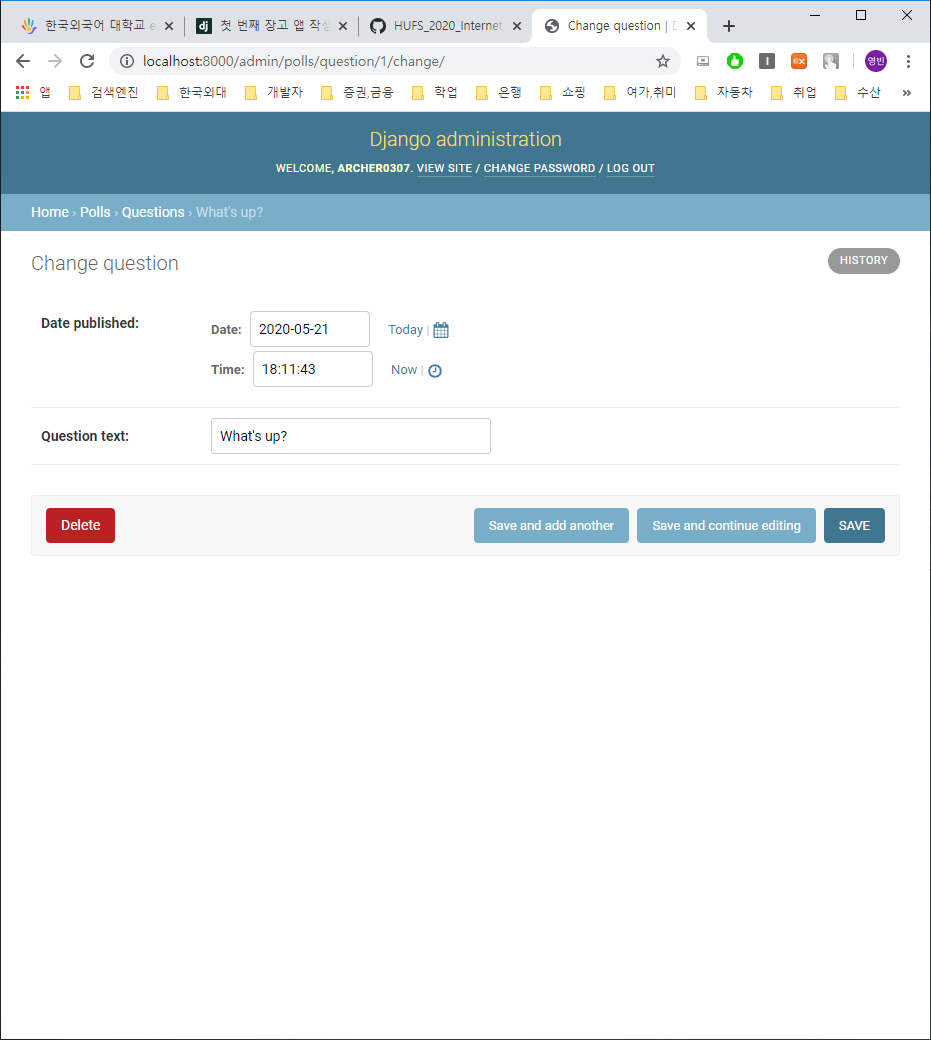 한국외국어 대학교 e
dj 첫 번째 장고 앱 작성
HUFS_2020_Internet
Change question | D
localhost:8000/admin/polls/question/1/change/
영빈
앱 검색엔진 한국외대 개발자 증권,금융 학업 은행 쇼핑 여가,취미 자동차 취업 수산 »
Django administration
WELCOME, ARCHER0307. VIEW SITE / CHANGE PASSWORD / LOG OUT
Home › Polls › Questions › What's up?
Change question
HISTORY
Date published:
Date: 2020-05-21 Today |
Time: 18:11:43 Now |
Question text: What's up?
Delete Save and add another Save and continue editing SAVE